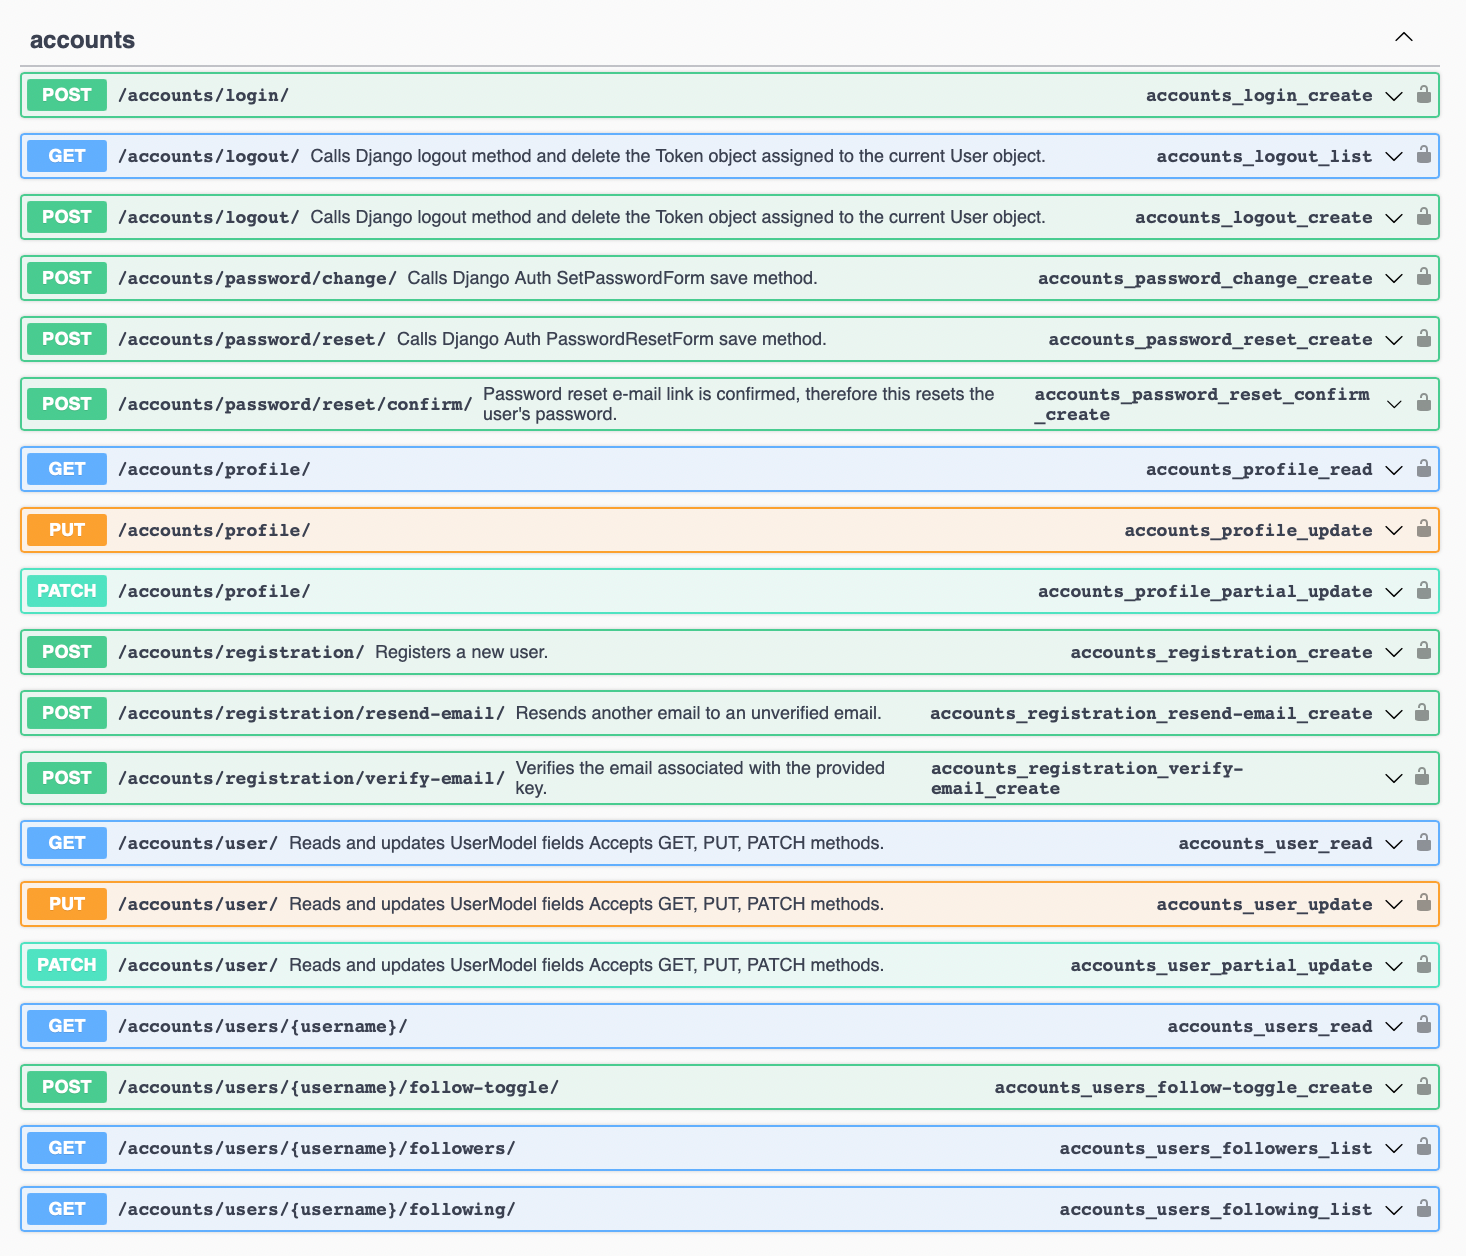 accounts
POST /accounts/login/ accounts_login_create
GET /accounts/logout/ Calls Django logout method and delete the Token object assigned to the current User object. accounts_logout_list
POST /accounts/logout/ Calls Django logout method and delete the Token object assigned to the current User object. accounts_logout_create
POST /accounts/password/change/ Calls Django Auth SetPasswordForm save method. accounts_password_change_create
POST /accounts/password/reset/ Calls Django Auth PasswordResetForm save method. accounts_password_reset_create
POST /accounts/password/reset/confirm/ Password reset e-mail link is confirmed, therefore this resets the
user's password. accounts_password_reset_confirm
_create
GET /accounts/profile/ accounts_profile_read
PUT /accounts/profile/ accounts_profile_update
PATCH /accounts/profile/ accounts_profile_partial_update
POST /accounts/registration/ Registers a new user. accounts_registration_create
POST /accounts/registration/resend-email/ Resends another email to an unverified email. accounts_registration_resend-email_create
POST /accounts/registration/verify-email/ Verifies the email associated with the provided
key. accounts_registration_verify-
email_create
GET /accounts/user/ Reads and updates UserModel fields Accepts GET, PUT, PATCH methods. accounts_user_read
PUT /accounts/user/ Reads and updates UserModel fields Accepts GET, PUT, PATCH methods. accounts_user_update
PATCH /accounts/user/ Reads and updates UserModel fields Accepts GET, PUT, PATCH methods. accounts_user_partial_update
GET /accounts/users/{username}/ accounts_users_read
POST /accounts/users/{username}/follow-toggle/ accounts_users_follow-toggle_create
GET /accounts/users/{username}/followers/ accounts_users_followers_list
GET /accounts/users/{username}/following/ accounts_users_following_list